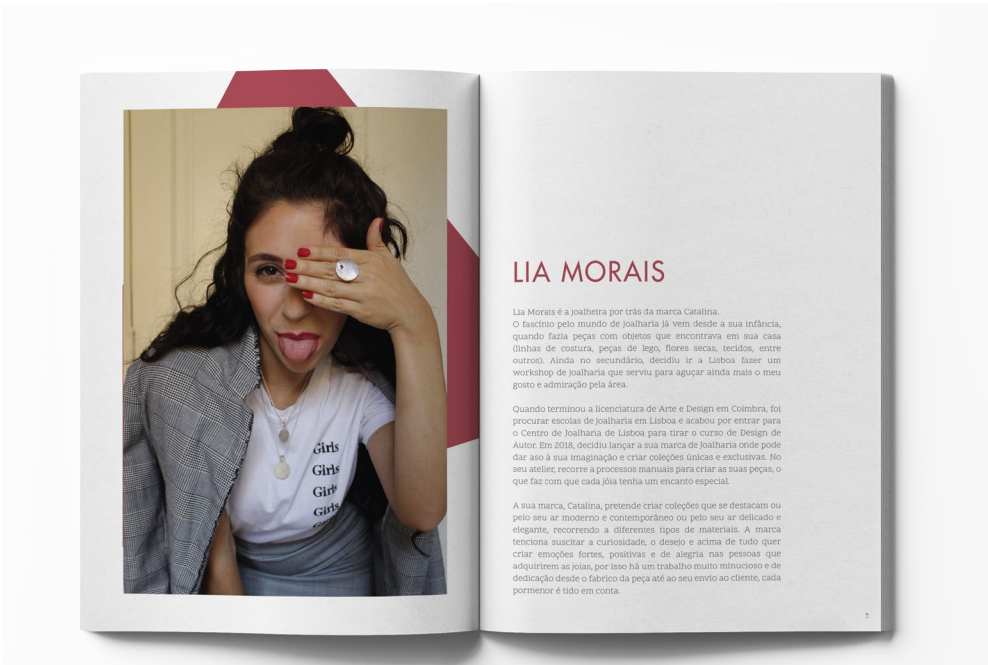 Girls
Girls
Girls
Girls
LIA MORAIS
Lia Morais é a joalheira por trás da marca Catalina.
O fascínio pelo mundo de joalharia já vem desde a sua infância,
quando fazia peças com objetos que encontrava em sua casa
(linhas de costura, peças de lego, flores secas, tecidos, entre
outros). Ainda no secundário, decidiu ir a Lisboa fazer um
workshop de joalharia que serviu para aguçar ainda mais o meu
gosto e admiração pela área.
Quando terminou a licenciatura de Arte e Design em Coimbra, foi
procurar escolas de joalharia em Lisboa e acabou por entrar para
o Centro de Joalharia de Lisboa para tirar o curso de Design de
Autor. Em 2018, decidiu lançar a sua marca de Joalharia onde pode
dar aso à sua imaginação e criar coleções únicas e exclusivas. No
seu atelier, recorre a processos manuais para criar as suas peças, o
que faz com que cada jóia tenha um encanto especial.
A sua marca, Catalina, pretende criar coleções que se destacam ou
pelo seu ar moderno e contemporâneo ou pelo seu ar delicado e
elegante, recorrendo a diferentes tipos de materiais. A marca
tenciona suscitar a curiosidade, o desejo e acima de tudo quer
criar emoções fortes, positivas e de alegria nas pessoas que
adquirirem as joias, por isso há um trabalho muito minucioso e de
dedicação desde o fabrico da peça até ao seu envio ao cliente, cada
pormenor é tido em conta.